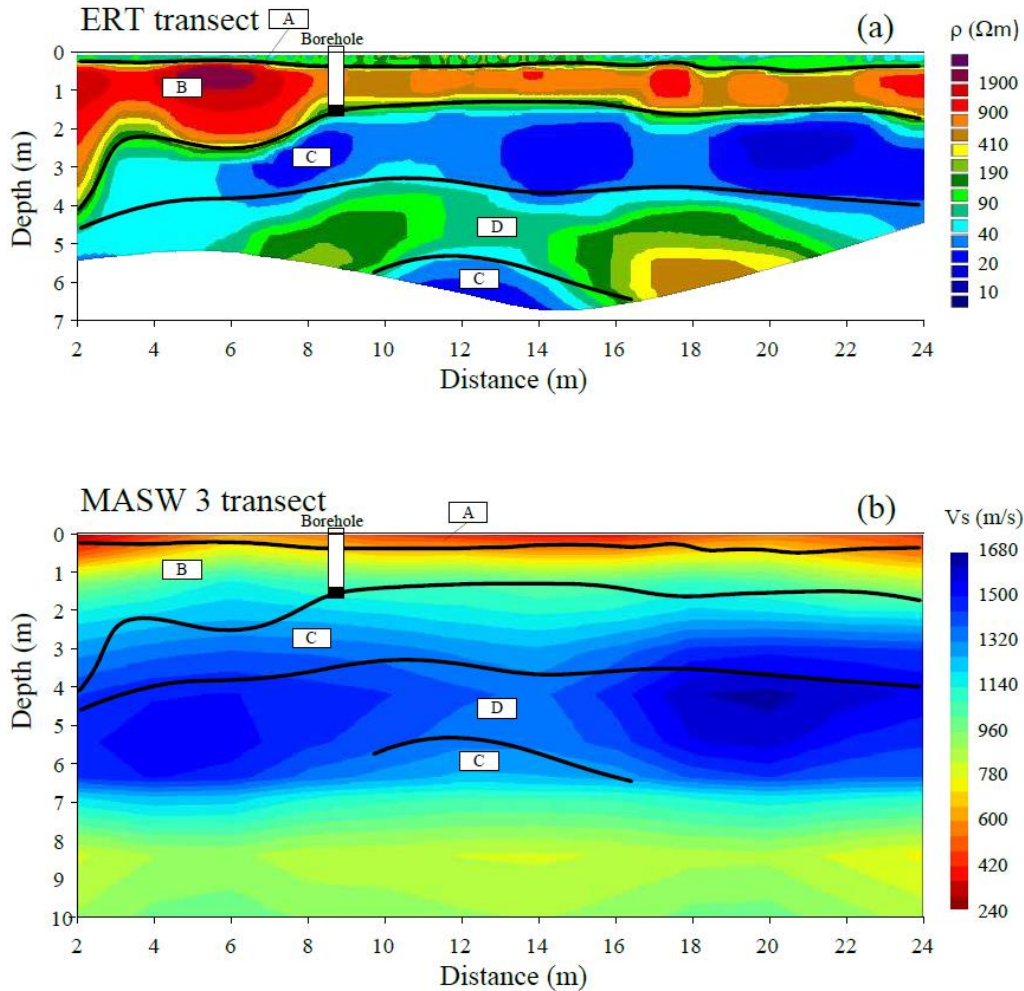 ERT transect
A
(a)
Borehole
ρ (Ωm)
0
1
2
3
4
5
6
7
Depth (m)
B
C
D
C
1900
900
410
190
90
40
20
10
2 4 6 8 10 12 14 16 18 20 22 24
Distance (m)
MASW 3 transect
A
(b)
Borehole
Vs (m/s)
0
1
2
3
4
5
6
7
8
9
10
Depth (m)
B
C
D
C
1680
1500
1320
1140
960
780
600
420
240
2 4 6 8 10 12 14 16 18 20 22 24
Distance (m)